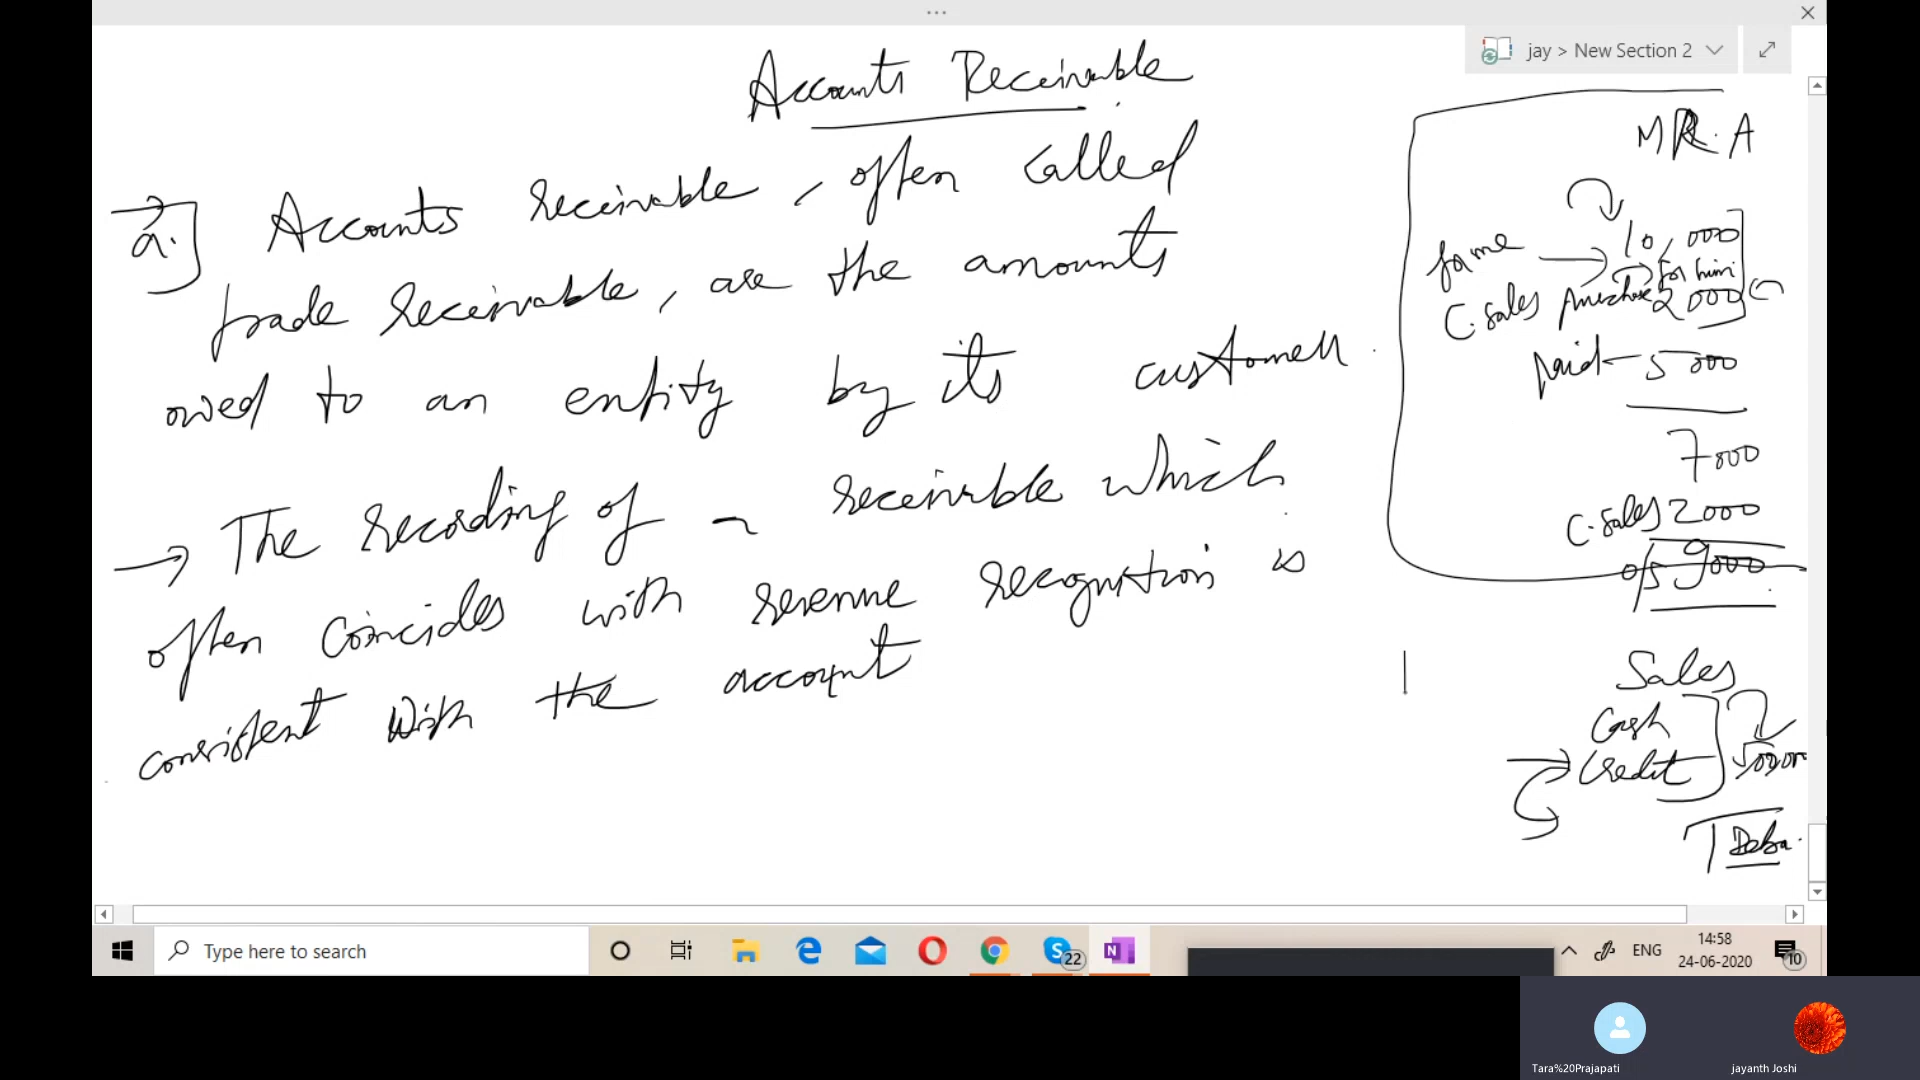 jay > New Section 2
Accounts Receivable
a. Accounts receivable, often called
trade receivable, are the amounts
owed to an entity by its customers
→ The recording of a receivable which
often coincides with revenue recognition is
consistent with the account
MR. A
10,000
for him
C. Sales purchase 2000
paid - 5000
7000
C. Sales 2000
o/s 9000
Sales
Cash
Credit
Type here to search
22
ENG
14:58
24-06-2020
10
Tara%20Prajapati
jayanth Joshi